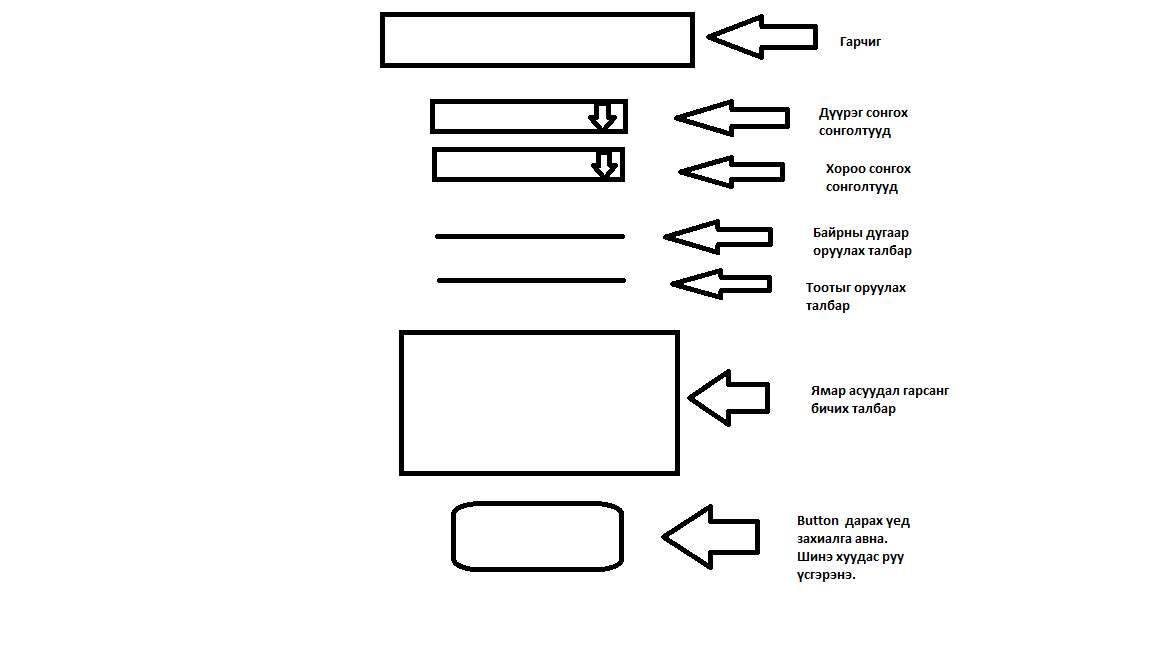 Гарчиг
Дүүрэг сонгох
сонголтууд
Хороо сонгох
сонголтууд
Байрны дугаар
оруулах талбар
Тоотыг оруулах
талбар
Ямар асуудал гарсанг
бичих талбар
Button  дарах үед
захиалга авна.
Шинэ хуудас руу
үсгэрэнэ.